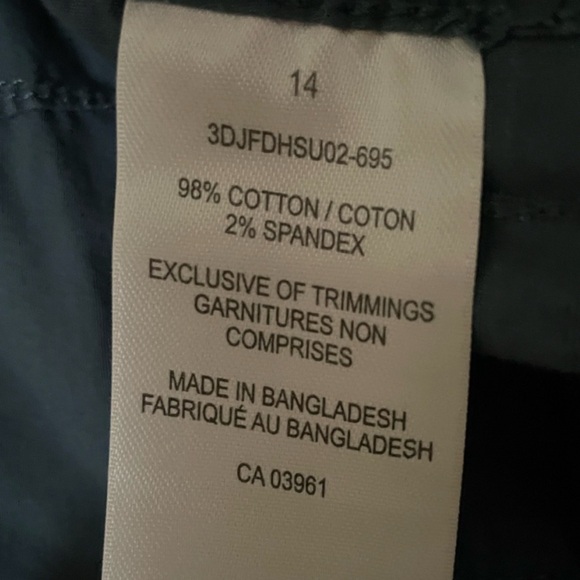 14
3DJFDHSU02-695
98% COTTON / COTON
2% SPANDEX
EXCLUSIVE OF TRIMMINGS
GARNITURES NON
COMPRISES
MADE IN BANGLADESH
FABRIQUÉ AU BANGLADESH
CA 03961